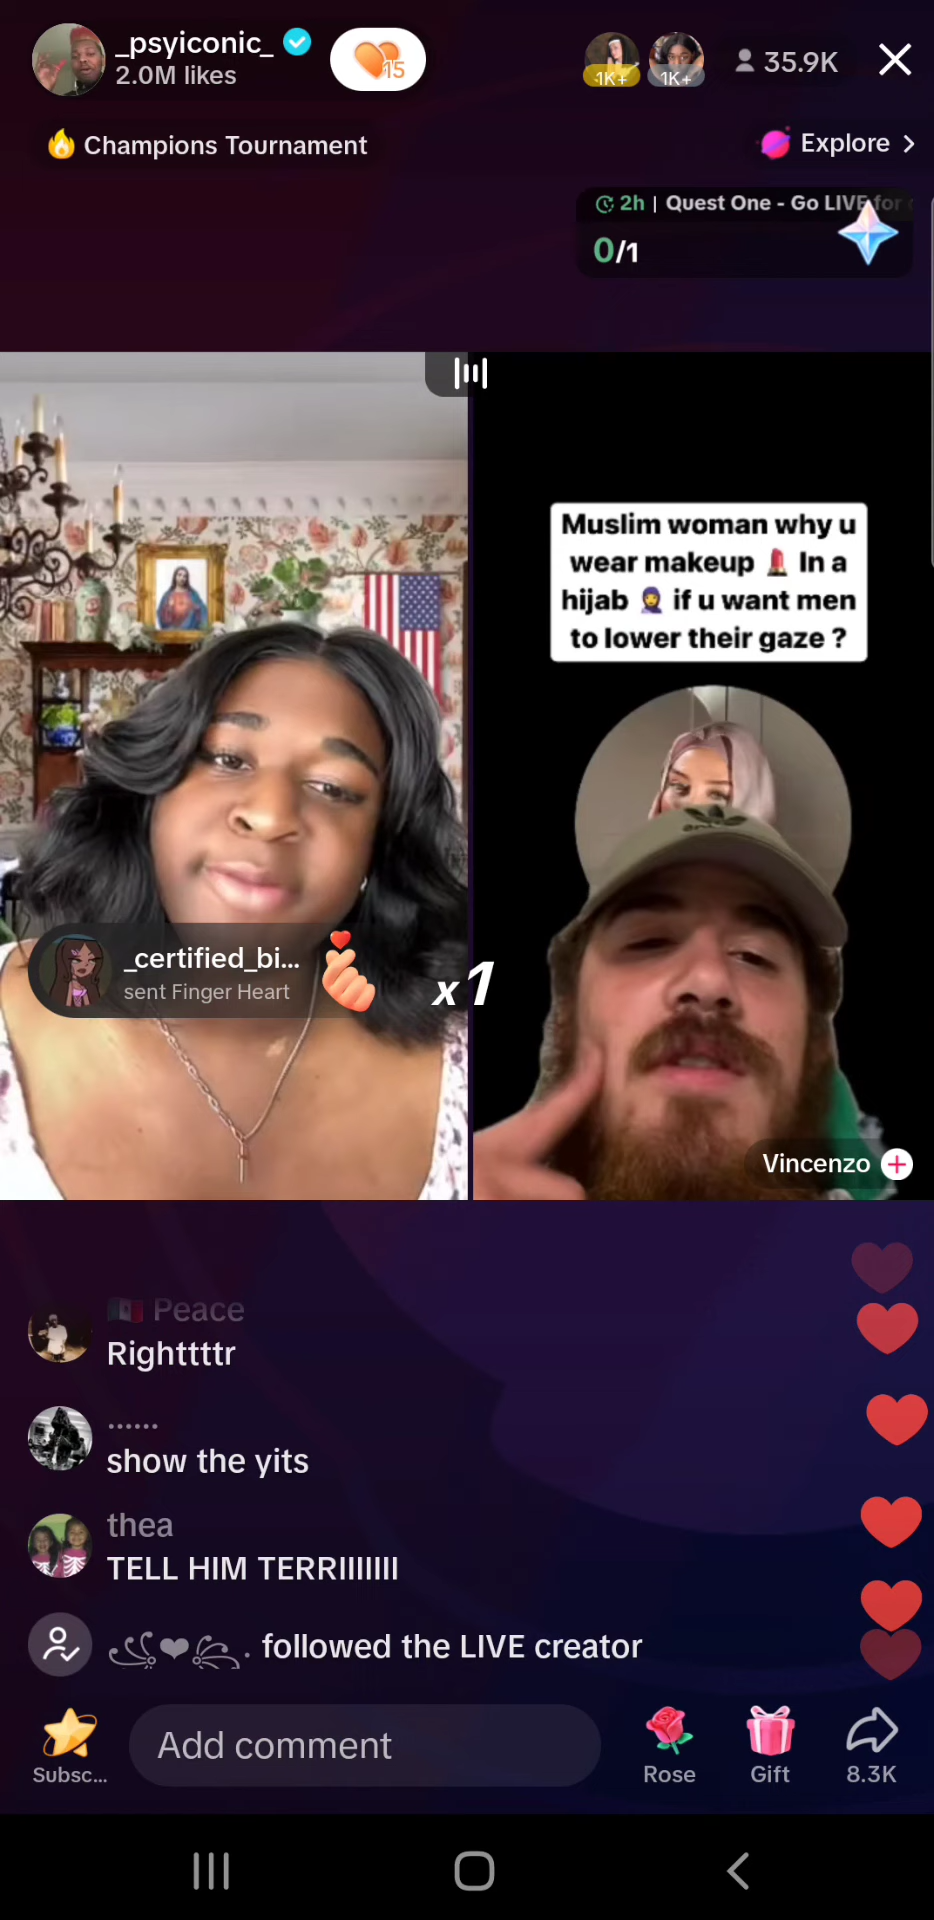 _psyiconic_
2.0M likes
15
1K+
1K+
35.9K
Champions Tournament
Explore
2h | Quest One - Go LIVE for
0/1
Muslim woman why u
wear makeup 💄 In a
hijab 🧕 if u want men
to lower their gaze ?
_certified_bi...
sent Finger Heart
x1
Vincenzo
🇲🇽 Peace
Righttttr
......
show the yits
thea
TELL HIM TERRIIIIIII
❤ . followed the LIVE creator
Subsc...
Add comment
Rose
Gift
8.3K